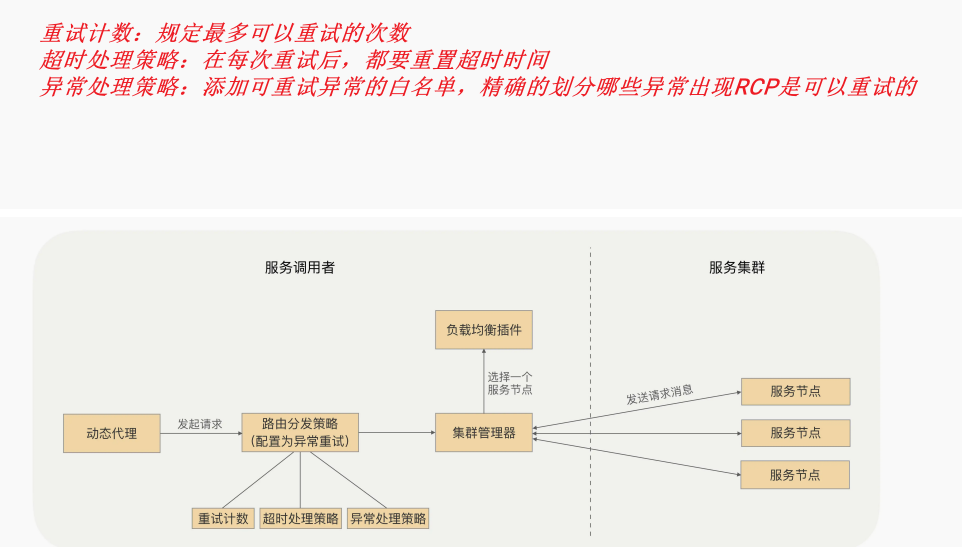 重试计数：规定最多可以重试的次数
超时处理策略：在每次重试后，都要重置超时时间
异常处理策略：添加可重试异常的白名单，精确的划分哪些异常出现RCP是可以重试的
服务调用者
服务集群
负载均衡插件
选择一个
服务节点
发送请求消息
服务节点
动态代理
发起请求
路由分发策略
（配置为异常重试）
集群管理器
服务节点
服务节点
重试计数
超时处理策略
异常处理策略